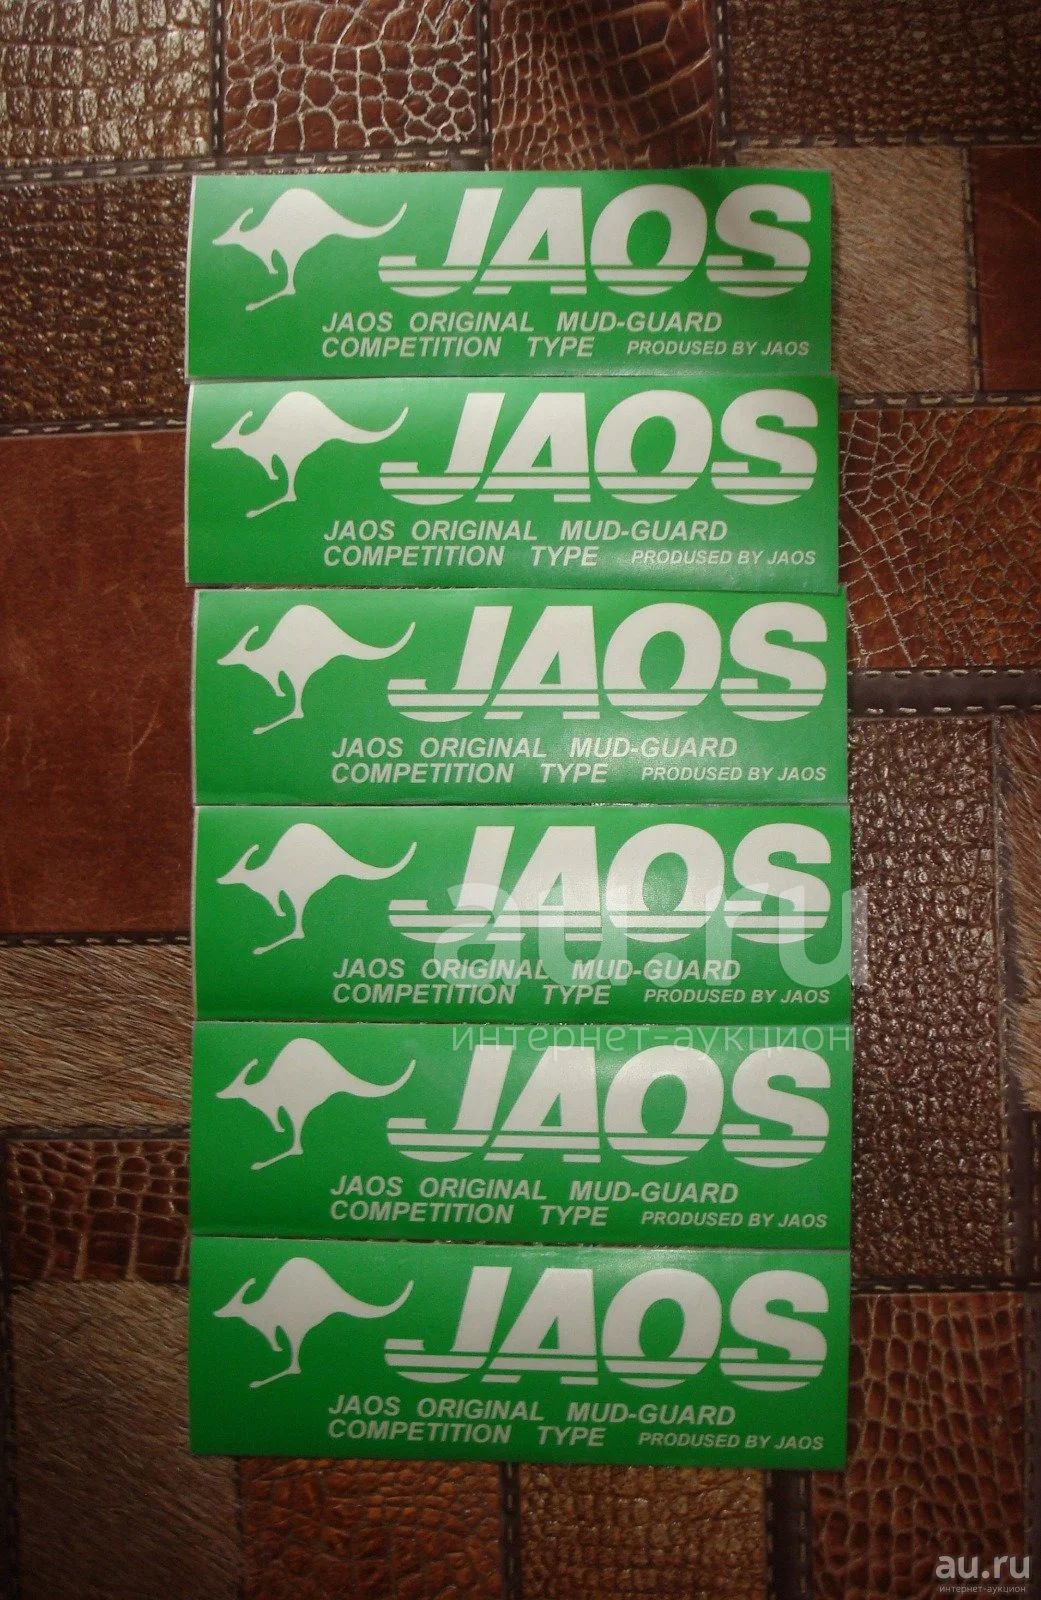 JAOS
JAOS ORIGINAL MUD-GUARD
COMPETITION TYPE PRODUSED BY JAOS
JAOS
JAOS ORIGINAL MUD-GUARD
COMPETITION TYPE PRODUSED BY JAOS
JAOS
JAOS ORIGINAL MUD-GUARD
COMPETITION TYPE PRODUSED BY JAOS
JAOS
au.ru
JAOS ORIGINAL MUD-GUARD
COMPETITION TYPE PRODUSED BY JAOS
интернет-аукцион
JAOS
JAOS ORIGINAL MUD-GUARD
COMPETITION TYPE PRODUSED BY JAOS
JAOS
JAOS ORIGINAL MUD-GUARD
COMPETITION TYPE PRODUSED BY JAOS
au.ru
интернет-аукцион